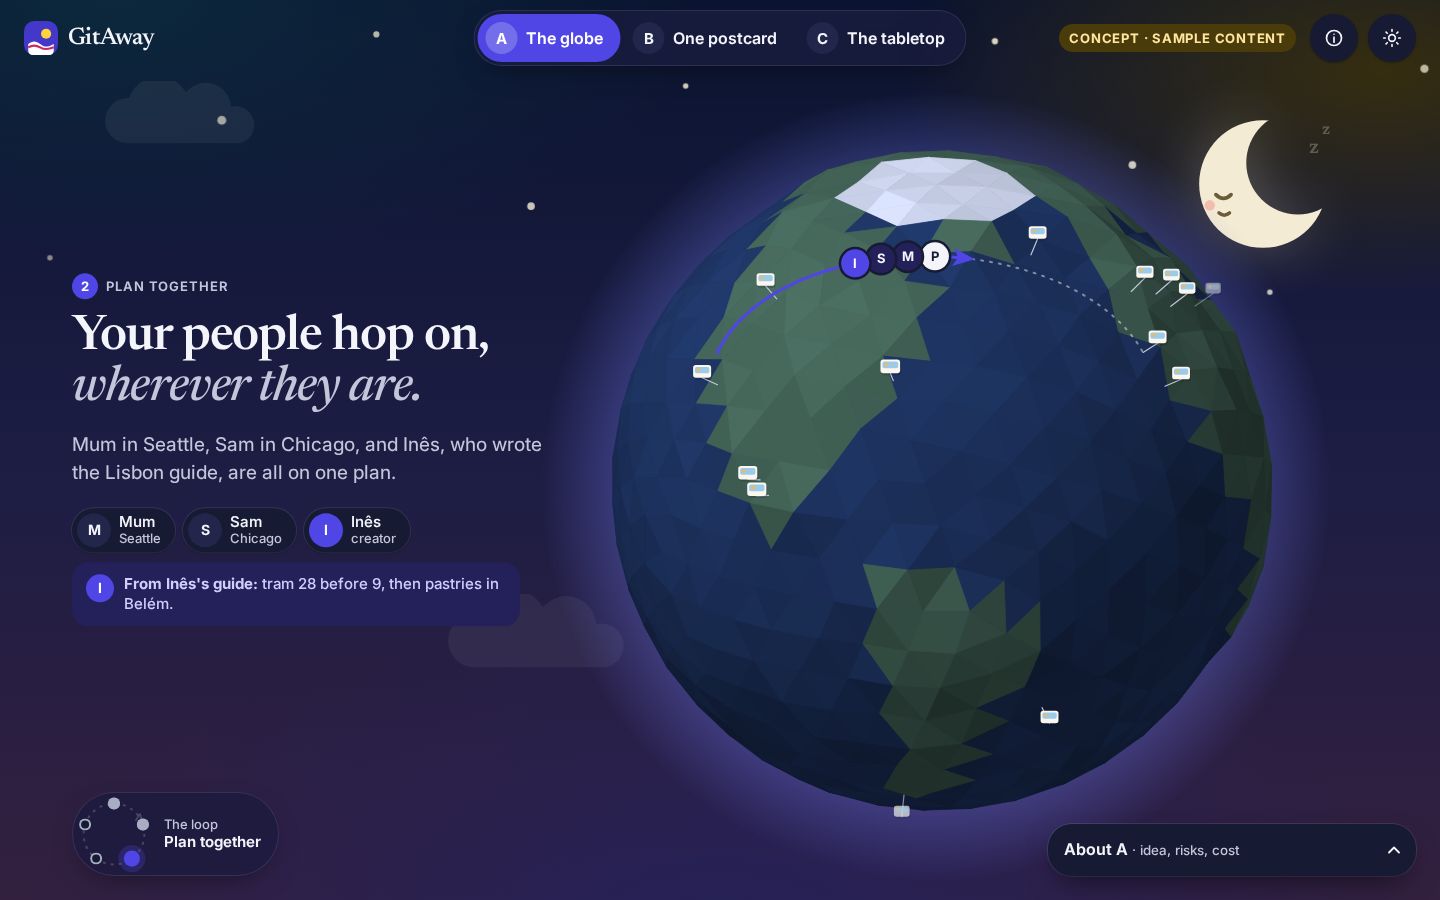 GitAway
A The globe
B One postcard
C The tabletop
CONCEPT · SAMPLE CONTENT
z
z
I S M P
2 PLAN TOGETHER
Your people hop on,
wherever they are.
Mum in Seattle, Sam in Chicago, and Inês, who wrote
the Lisbon guide, are all on one plan.
M Mum
Seattle
S Sam
Chicago
I Inês
creator
I From Inês's guide: tram 28 before 9, then pastries in
Belém.
The loop
Plan together
About A · idea, risks, cost